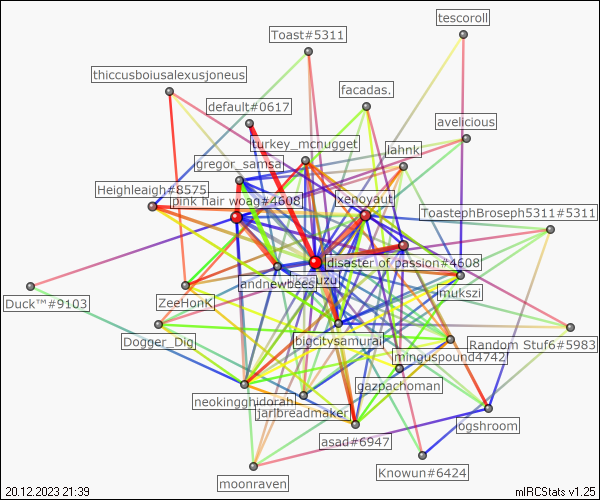 tescoroll
Toast#5311
thiccusboiusalexusjoneus
facadas.
default#0617
avelicious
turkey_mcnugget
lahnk
gregor_samsa
Heighleaigh#8575
pink hair woag#4608
xenoyaut
ToastephBroseph5311#5311
disaster of passion#4608
andnewbees
uzu
mukszi
Duck™#9103
ZeeHonK
Dogger_Dig
bigcitysamurai
Random Stuf6#5983
minguspound4742
gazpachoman
neokingghidorah
jarlbreadmaker
ogshroom
asad#6947
Knowun#6424
moonraven
20.12.2023 21:39
mIRCStats v1.25